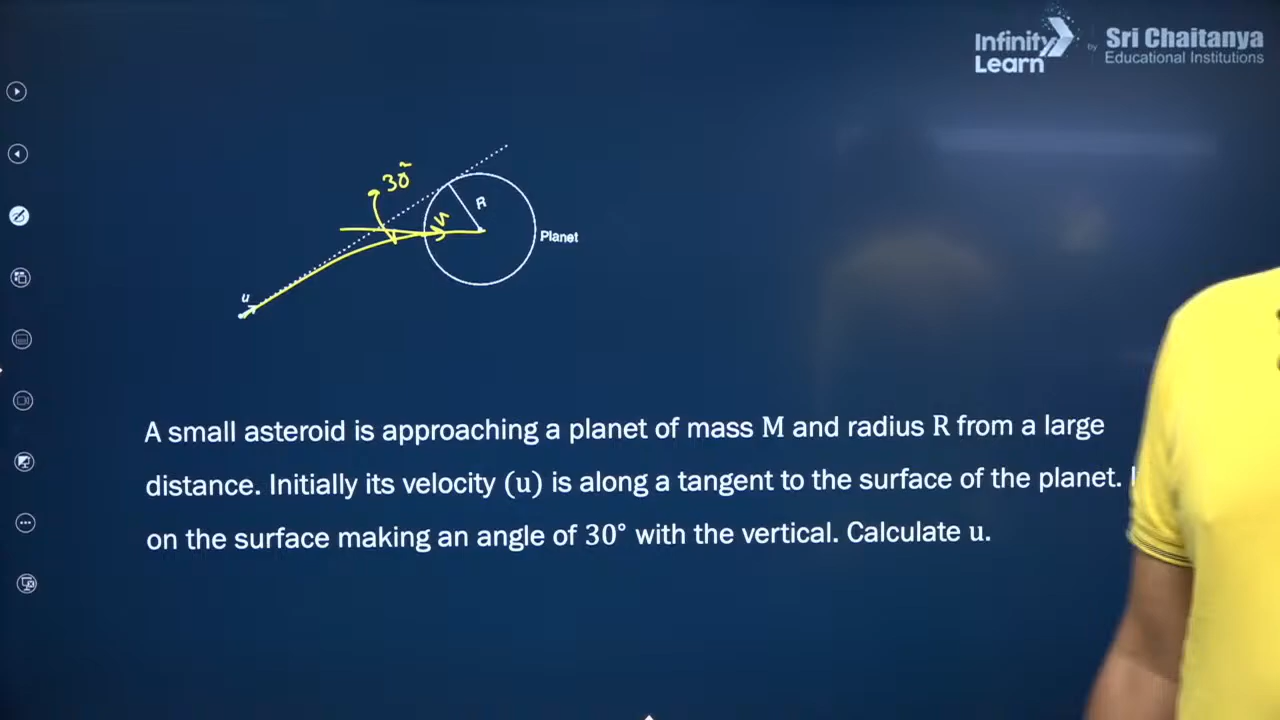 Infinity Learn by Sri Chaitanya Educational Institutions
30°
R
v
Planet
u
A small asteroid is approaching a planet of mass M and radius R from a large
distance. Initially its velocity (u) is along a tangent to the surface of the planet.
on the surface making an angle of 30° with the vertical. Calculate u.